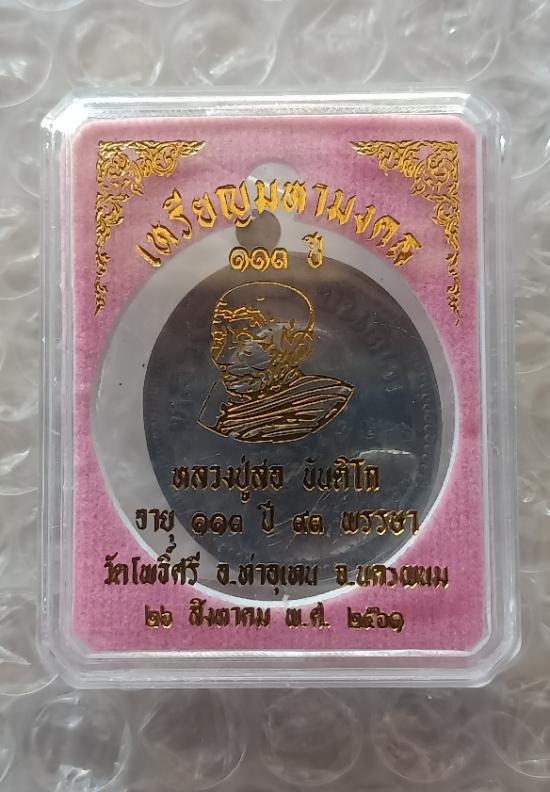 เหรียญมหามงคล
๑๑๓ ปี
หลวงปู่สอ ขันติโก
อายุ ๑๑๓ ปี ๙๓ พรรษา
วัดโพธิ์ศรี อ.ท่าอุเทน จ.นครพนม
๒๖ สิงหาคม พ.ศ. ๒๕๖๑